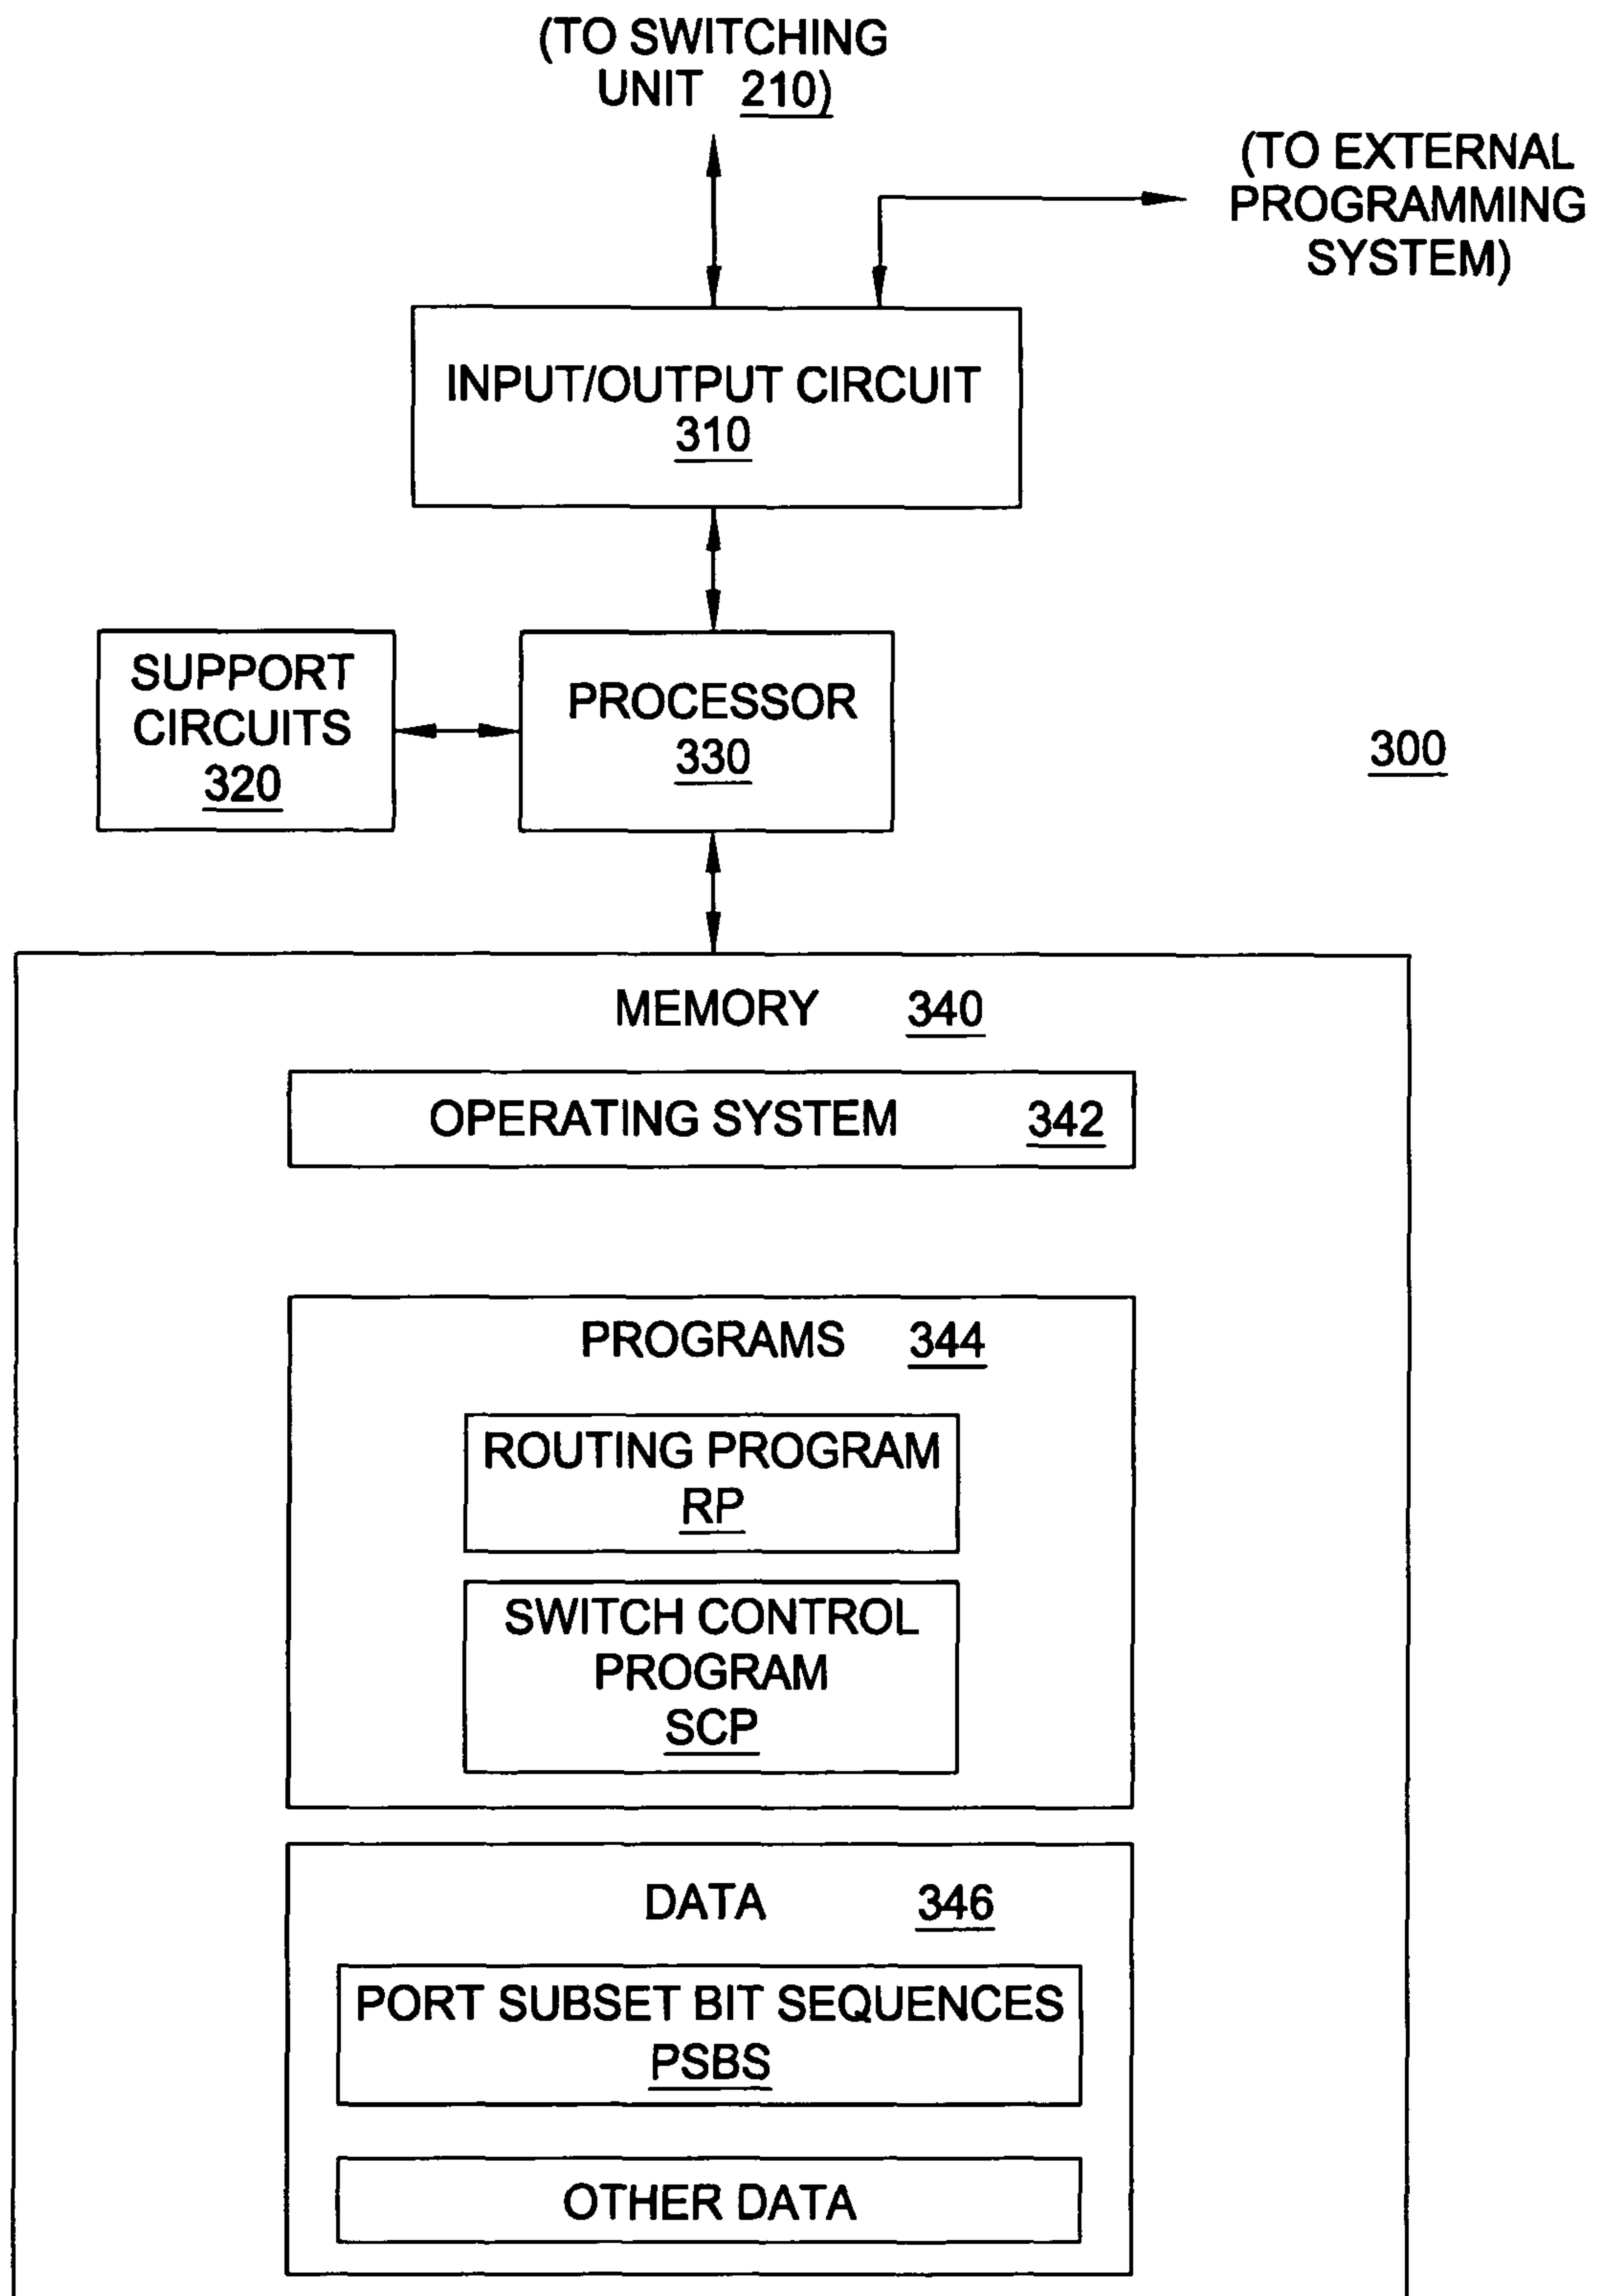 (TO SWITCHING
UNIT 210)
(TO EXTERNAL
PROGRAMMING
SYSTEM)
INPUT/OUTPUT CIRCUIT
310
SUPPORT
CIRCUITS
320
PROCESSOR
330
300
MEMORY 340
OPERATING SYSTEM 342
PROGRAMS 344
ROUTING PROGRAM
RP
SWITCH CONTROL
PROGRAM
SCP
DATA 346
PORT SUBSET BIT SEQUENCES
PSBS
OTHER DATA